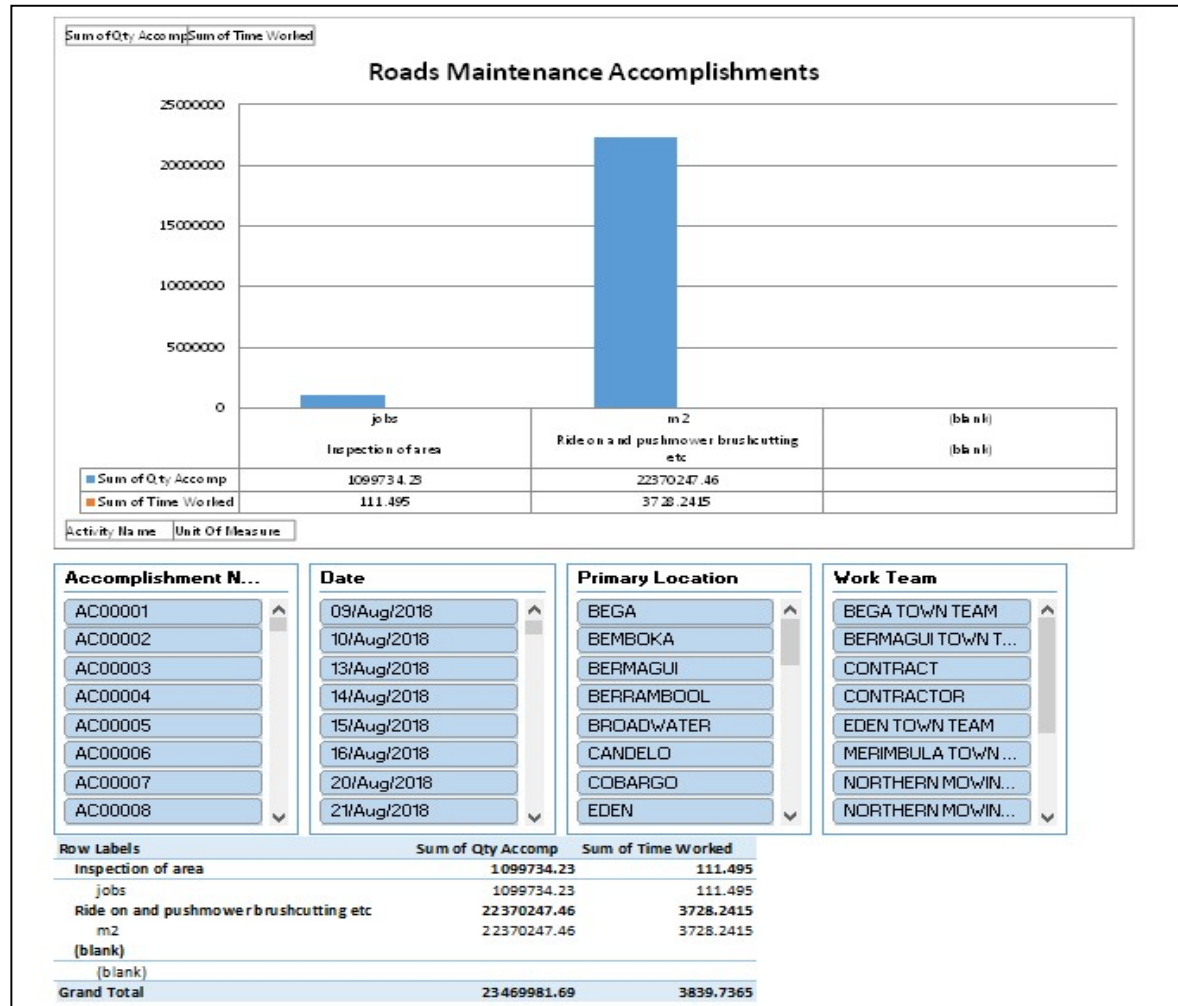 Sum of Qty Accomp Sum of Time Worked
Roads Maintenance Accomplishments
25000000
20000000
15000000
10000000
5000000
0
jobs m2 (blank)
Inspection of area Ride on and pushmower brushcutting etc (blank)
Sum of Qty Accomp 1099734.23 22370247.46
Sum of Time Worked 111.495 3728.2415
Activity Name Unit Of Measure
Accomplishment N... Date Primary Location Work Team
AC00001 09/Aug/2018 BEGA BEGA TOWN TEAM
AC00002 10/Aug/2018 BEMBOKA BERMAGUI TOWN T...
AC00003 13/Aug/2018 BERMAGUI CONTRACT
AC00004 14/Aug/2018 BERRAMBOOL CONTRACTOR
AC00005 15/Aug/2018 BROADWATER EDEN TOWN TEAM
AC00006 16/Aug/2018 CANDELO MERIMBULA TOWN ...
AC00007 20/Aug/2018 COBARGO NORTHERN MOWIN...
AC00008 21/Aug/2018 EDEN NORTHERN MOWIN...
Row Labels Sum of Qty Accomp Sum of Time Worked
Inspection of area 1099734.23 111.495
jobs 1099734.23 111.495
Ride on and pushmower brushcutting etc 22370247.46 3728.2415
m2 22370247.46 3728.2415
(blank)
(blank)
Grand Total 23469981.69 3839.7365